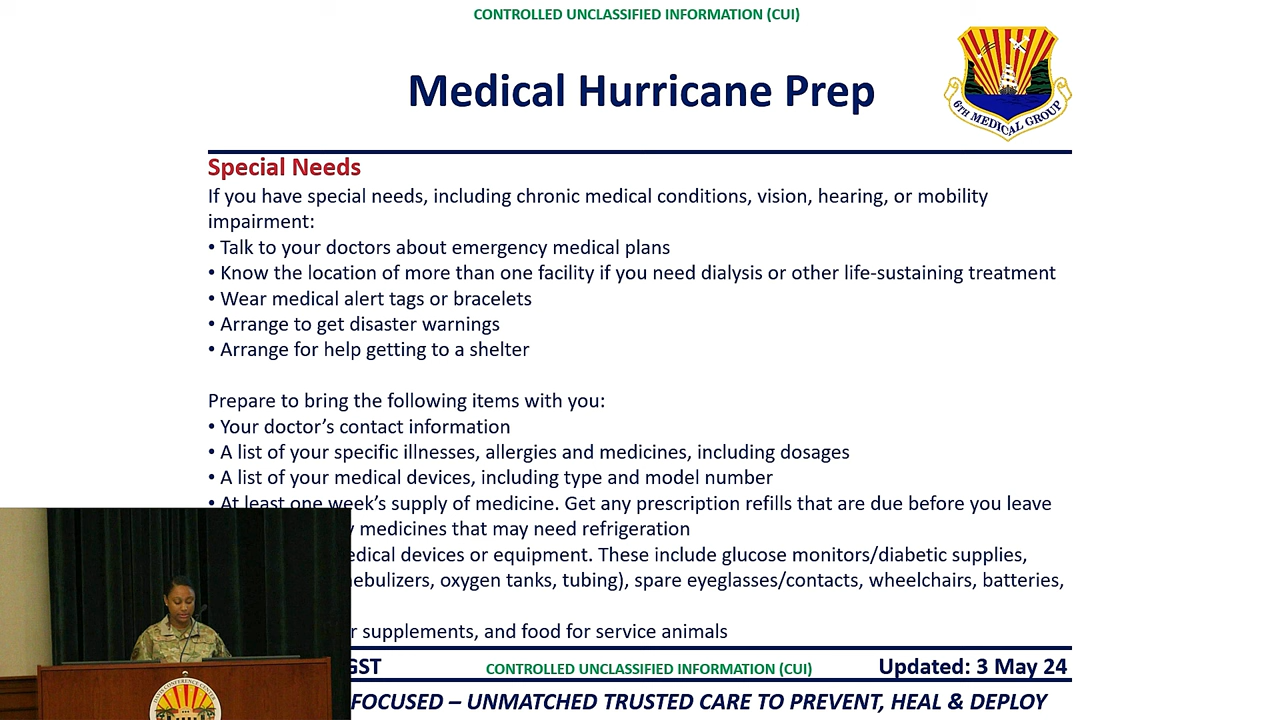 CONTROLLED UNCLASSIFIED INFORMATION (CUI)
Medical Hurricane Prep
6TH MEDICAL GROUP
Special Needs
If you have special needs, including chronic medical conditions, vision, hearing, or mobility
impairment:
• Talk to your doctors about emergency medical plans
• Know the location of more than one facility if you need dialysis or other life-sustaining treatment
• Wear medical alert tags or bracelets
• Arrange to get disaster warnings
• Arrange for help getting to a shelter
Prepare to bring the following items with you:
• Your doctor’s contact information
• A list of your specific illnesses, allergies and medicines, including dosages
• A list of your medical devices, including type and model number
• At least one week’s supply of medicine. Get any prescription refills that are due before you leave
medicines that may need refrigeration
devices or equipment. These include glucose monitors/diabetic supplies,
nebulizers, oxygen tanks, tubing), spare eyeglasses/contacts, wheelchairs, batteries,
supplements, and food for service animals
GST
CONTROLLED UNCLASSIFIED INFORMATION (CUI)
Updated: 3 May 24
FOCUSED – UNMATCHED TRUSTED CARE TO PREVENT, HEAL & DEPLOY
CONFERENCE CENTER